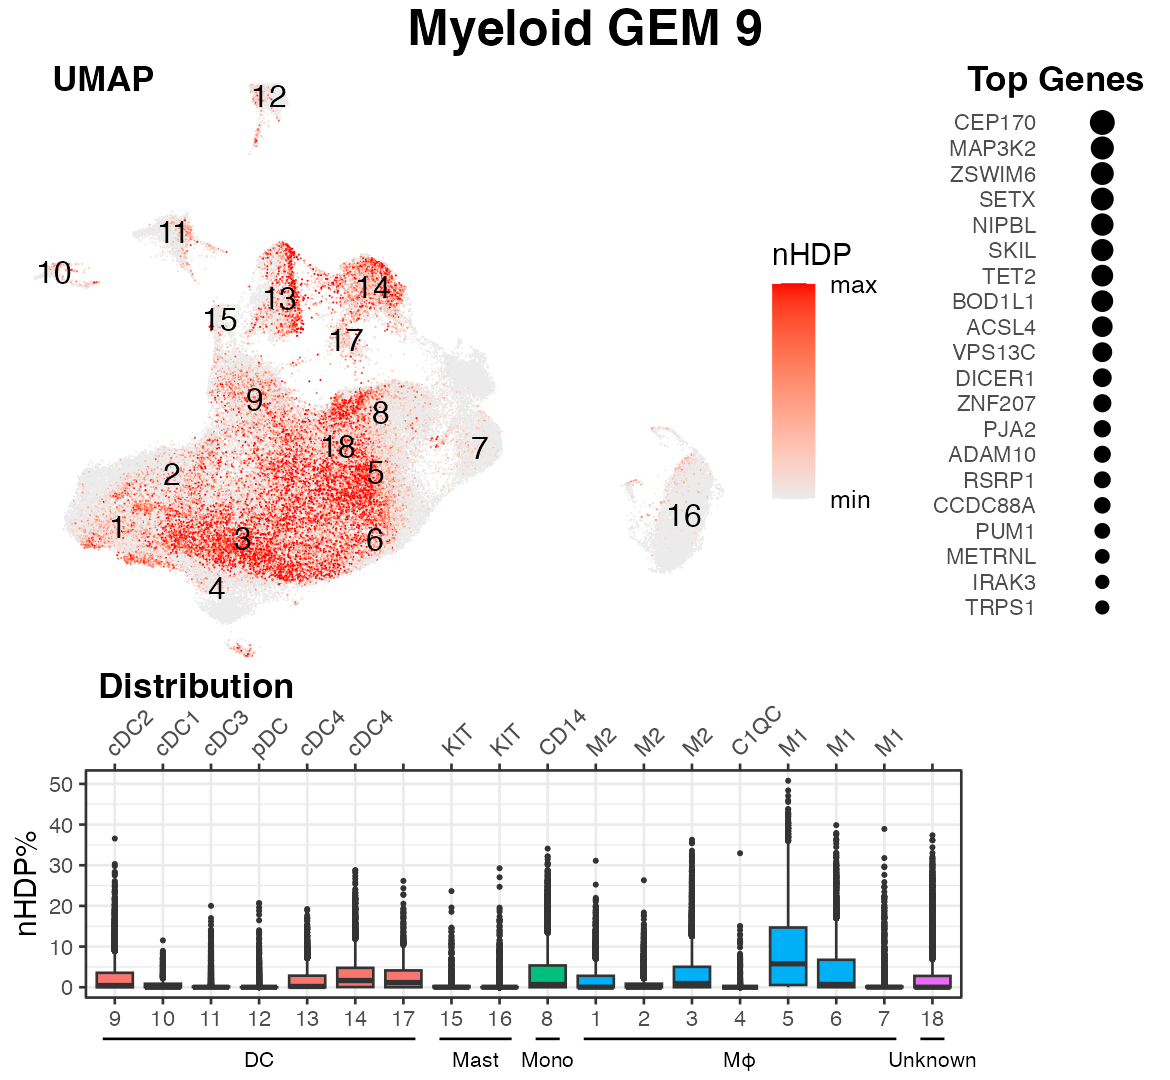 Myeloid GEM 9
UMAP
Top Genes
12
11
10
13
14
15
17
9
8
18
7
2
5
1
3
6
4
16
nHDP
max
min
CEP170
MAP3K2
ZSWIM6
SETX
NIPBL
SKIL
TET2
BOD1L1
ACSL4
VPS13C
DICER1
ZNF207
PJA2
ADAM10
RSRP1
CCDC88A
PUM1
METRNL
IRAK3
TRPS1
Distribution
cDC2 cDC1 cDC3 pDC cDC4 cDC4 KIT KIT CD14 M2 M2 M2 C1QC M1 M1 M1
nHDP%
50
40
30
20
10
0
9 10 11 12 13 14 17 15 16 8 1 2 3 4 5 6 7 18
DC Mast Mono Mϕ Unknown